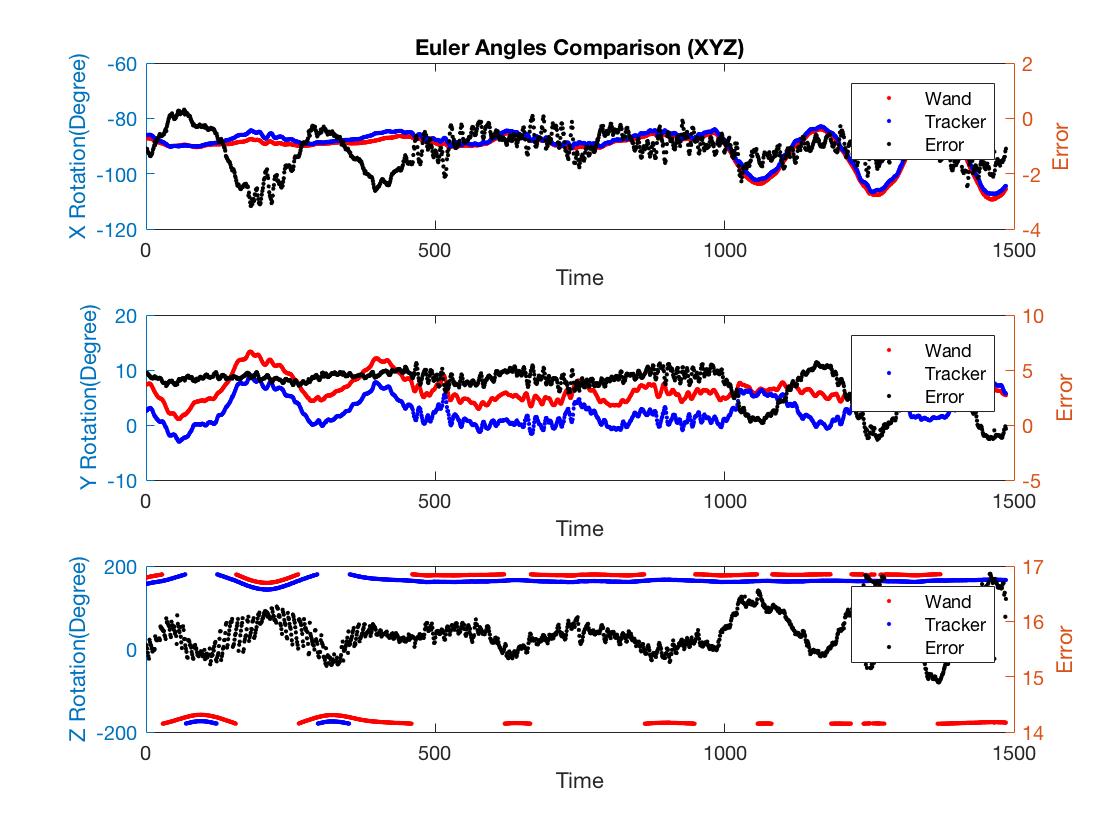 Euler Angles Comparison (XYZ)
X Rotation(Degree)
-60
-80
-100
-120
2
0
-2
-4
Error
Wand
Tracker
Error
0
500
1000
1500
Time
Y Rotation(Degree)
20
10
0
-10
10
5
0
-5
Error
Wand
Tracker
Error
0
500
1000
1500
Time
Z Rotation(Degree)
200
0
-200
17
16
15
14
Error
Wand
Tracker
Error
0
500
1000
1500
Time